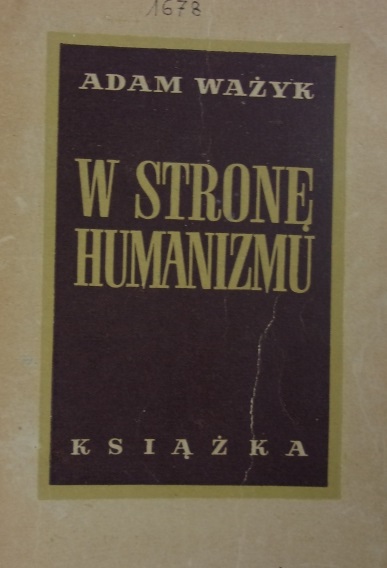 1678
ADAM WAŻYK
W STRONĘ
HUMANIZMU
KSIĄŻKA